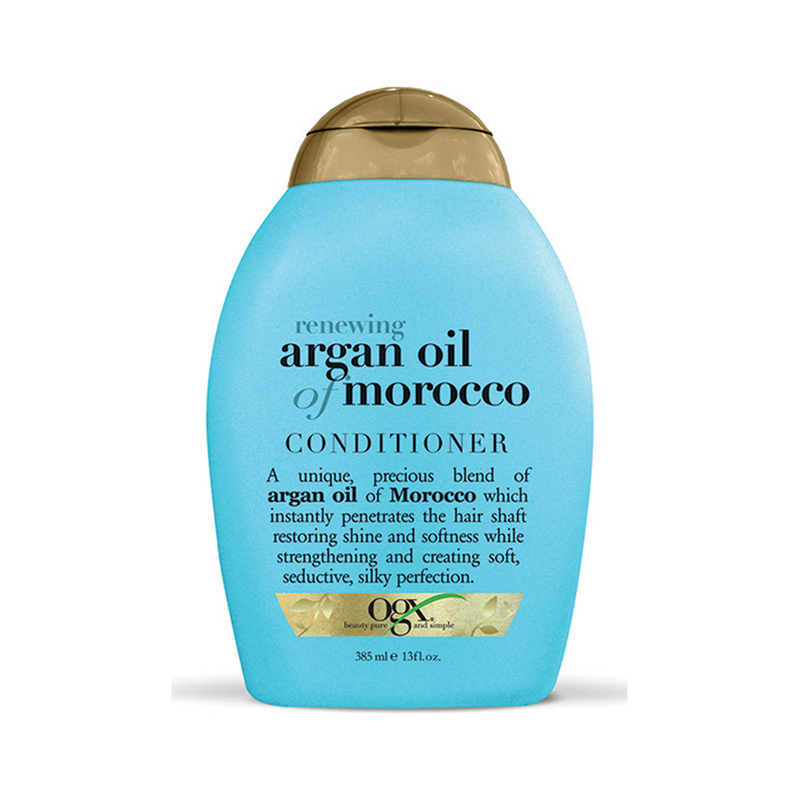 renewing
argan oil
of morocco
CONDITIONER
A unique, precious blend of
argan oil of Morocco which
instantly penetrates the hair shaft
restoring shine and softness while
strengthening and creating soft,
seductive, silky perfection.
ogx®
beauty pure and simple
385 ml ℮ 13fl.oz.